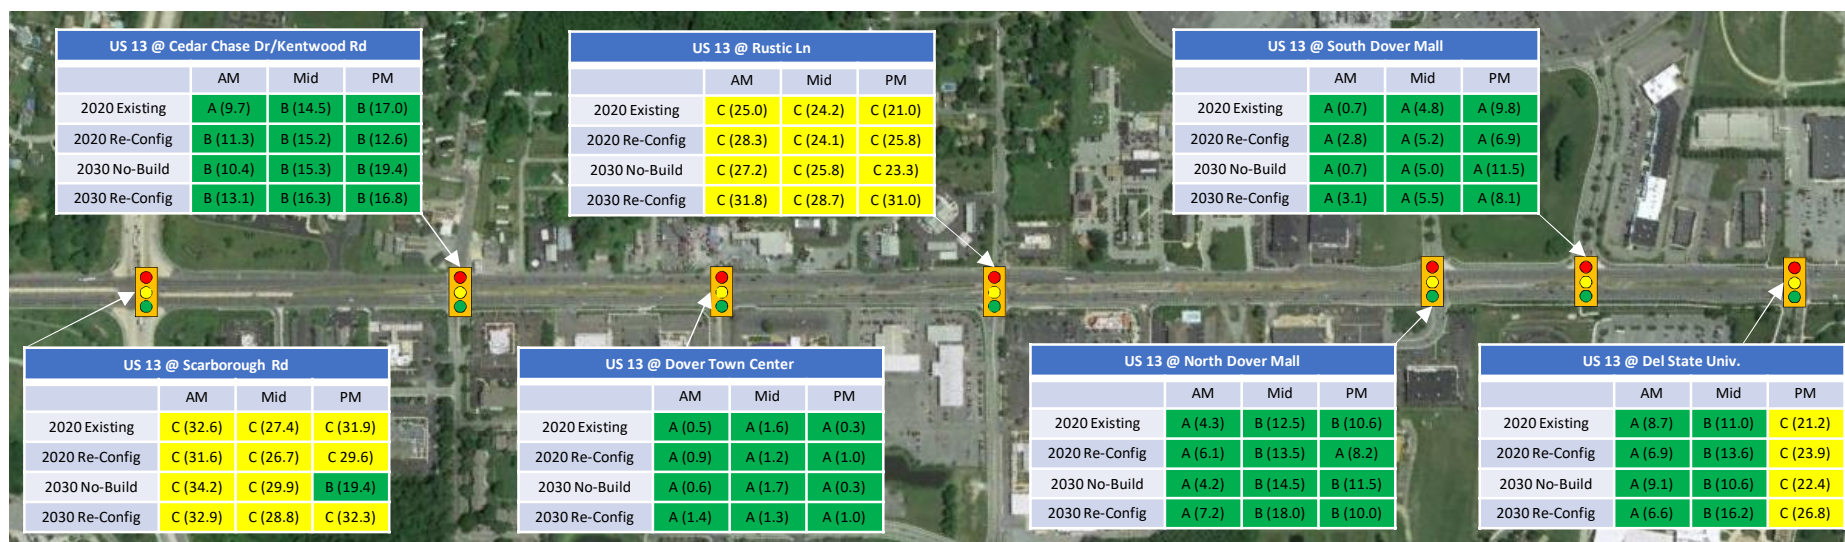 US 13 @ Cedar Chase Dr/Kentwood Rd
AM Mid PM
2020 Existing A (9.7) B (14.5) B (17.0)
2020 Re-Config B (11.3) B (15.2) B (12.6)
2030 No-Build B (10.4) B (15.3) B (19.4)
2030 Re-Config B (13.1) B (16.3) B (16.8)
US 13 @ Rustic Ln
AM Mid PM
2020 Existing C (25.0) C (24.2) C (21.0)
2020 Re-Config C (28.3) C (24.1) C (25.8)
2030 No-Build C (27.2) C (25.8) C 23.3)
2030 Re-Config C (31.8) C (28.7) C (31.0)
US 13 @ South Dover Mall
AM Mid PM
2020 Existing A (0.7) A (4.8) A (9.8)
2020 Re-Config A (2.8) A (5.2) A (6.9)
2030 No-Build A (0.7) A (5.0) A (11.5)
2030 Re-Config A (3.1) A (5.5) A (8.1)
US 13 @ Scarborough Rd
AM Mid PM
2020 Existing C (32.6) C (27.4) C (31.9)
2020 Re-Config C (31.6) C (26.7) C 29.6)
2030 No-Build C (34.2) C (29.9) B (19.4)
2030 Re-Config C (32.9) C (28.8) C (32.3)
US 13 @ Dover Town Center
AM Mid PM
2020 Existing A (0.5) A (1.6) A (0.3)
2020 Re-Config A (0.9) A (1.2) A (1.0)
2030 No-Build A (0.6) A (1.7) A (0.3)
2030 Re-Config A (1.4) A (1.3) A (1.0)
US 13 @ North Dover Mall
AM Mid PM
2020 Existing A (4.3) B (12.5) B (10.6)
2020 Re-Config A (6.1) B (13.5) A (8.2)
2030 No-Build A (4.2) B (14.5) B (11.5)
2030 Re-Config A (7.2) B (18.0) B (10.0)
US 13 @ Del State Univ.
AM Mid PM
2020 Existing A (8.7) B (11.0) C (21.2)
2020 Re-Config A (6.9) B (13.6) C (23.9)
2030 No-Build A (9.1) B (10.6) C (22.4)
2030 Re-Config A (6.6) B (16.2) C (26.8)